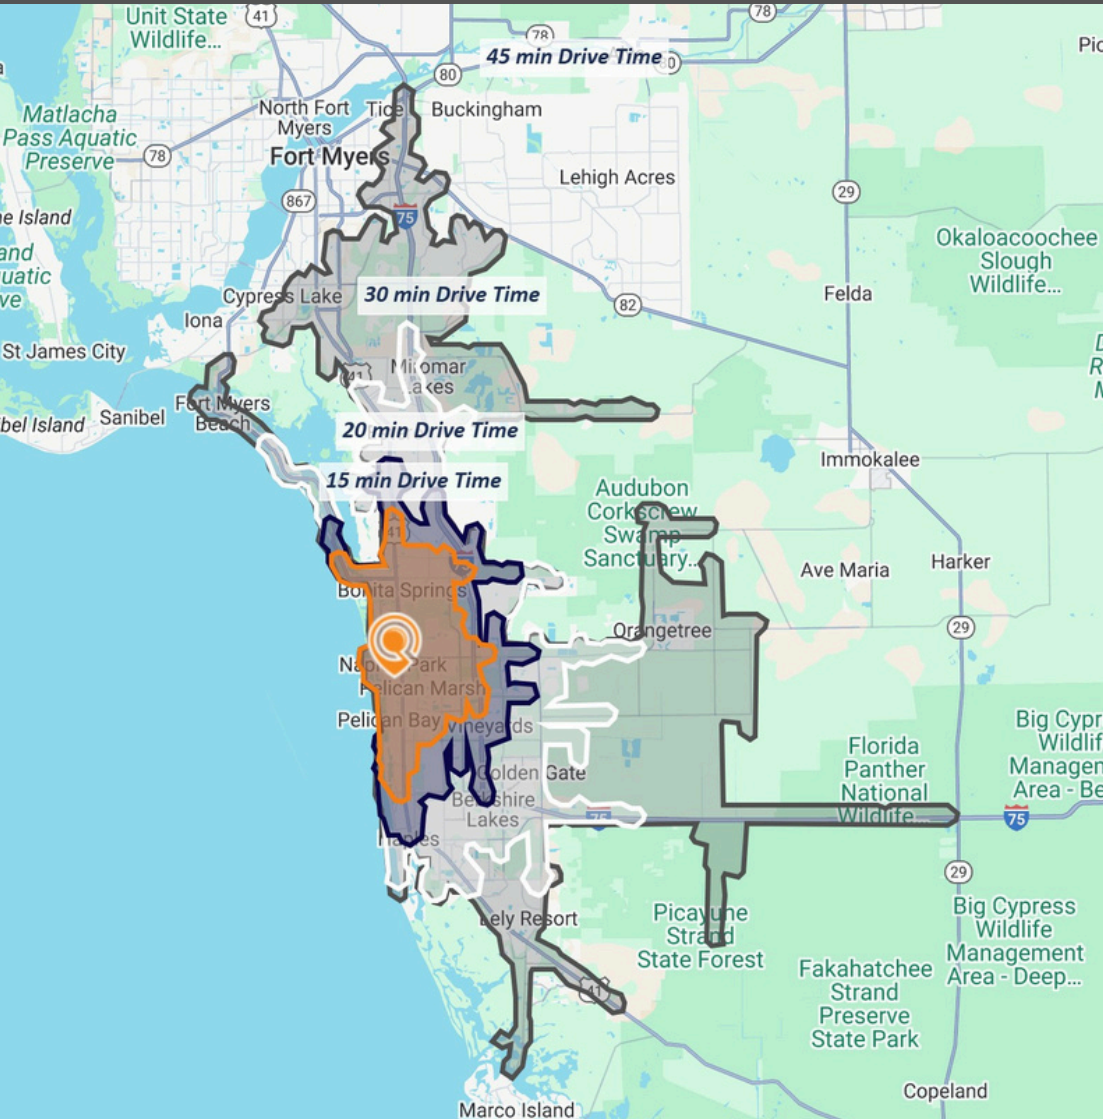 Unit State
Wildlife...
41
78
78
Pic
45 min Drive Time
80
80
North Fort
Myers
Tice
Buckingham
Matlacha
Pass Aquatic
Preserve
78
Fort Myers
Lehigh Acres
867
29
75
ne Island
Okaloacoochee
Slough
Wildlife...
and
quatic
ve
Cypress Lake
30 min Drive Time
Felda
82
Iona
St James City
41
Miromar
Lakes
Fort Myers
Beach
Sanibel
bel Island
20 min Drive Time
Immokalee
15 min Drive Time
Audubon
Corkscrew
Swamp
Sanctuary...
41
Ave Maria
Harker
Bonita Springs
Orangetree
29
Naples Park
Pelican Marsh
Pelican Bay
Vineyards
Big Cypr
Wildlif
Managem
Area - Be
Florida
Panther
National
Wildlife...
Golden Gate
Berkshire
Lakes
75
75
Naples
29
Lely Resort
Picayune
Strand
State Forest
Big Cypress
Wildlife
Management
Area - Deep...
Fakahatchee
Strand
Preserve
State Park
41
Copeland
Marco Island